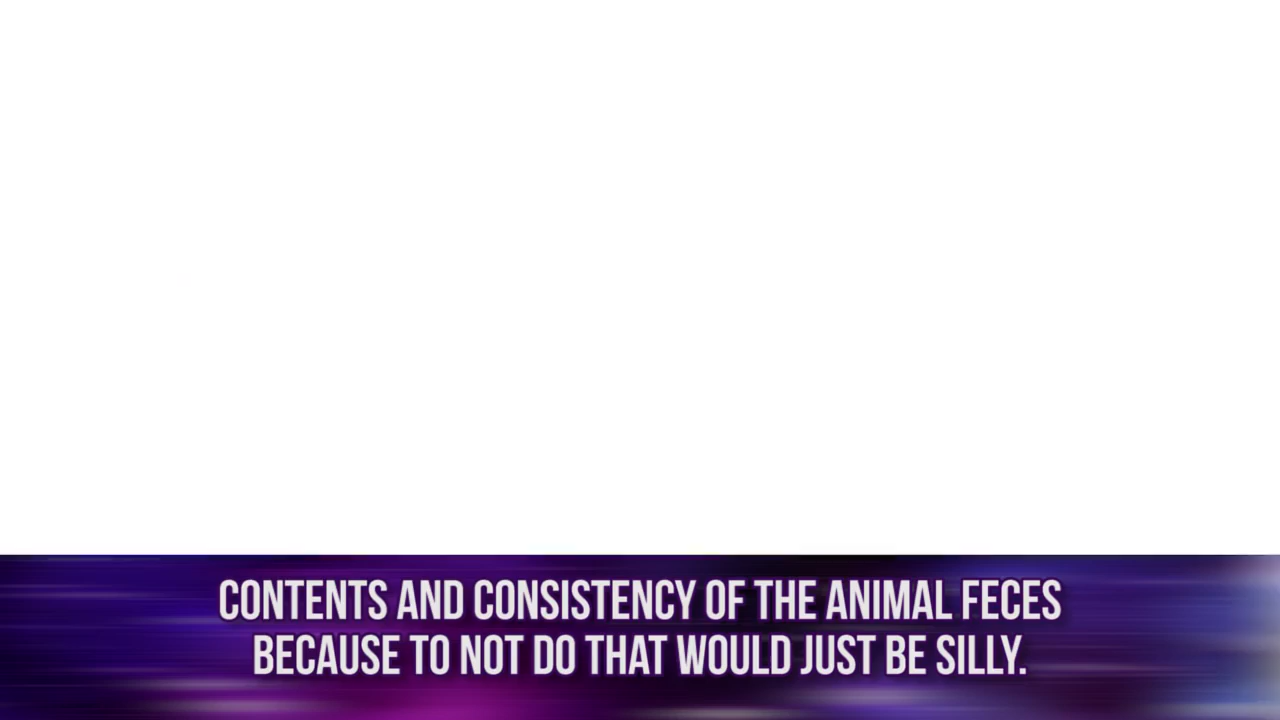 CONTENTS AND CONSISTENCY OF THE ANIMAL FECES
BECAUSE TO NOT DO THAT WOULD JUST BE SILLY.